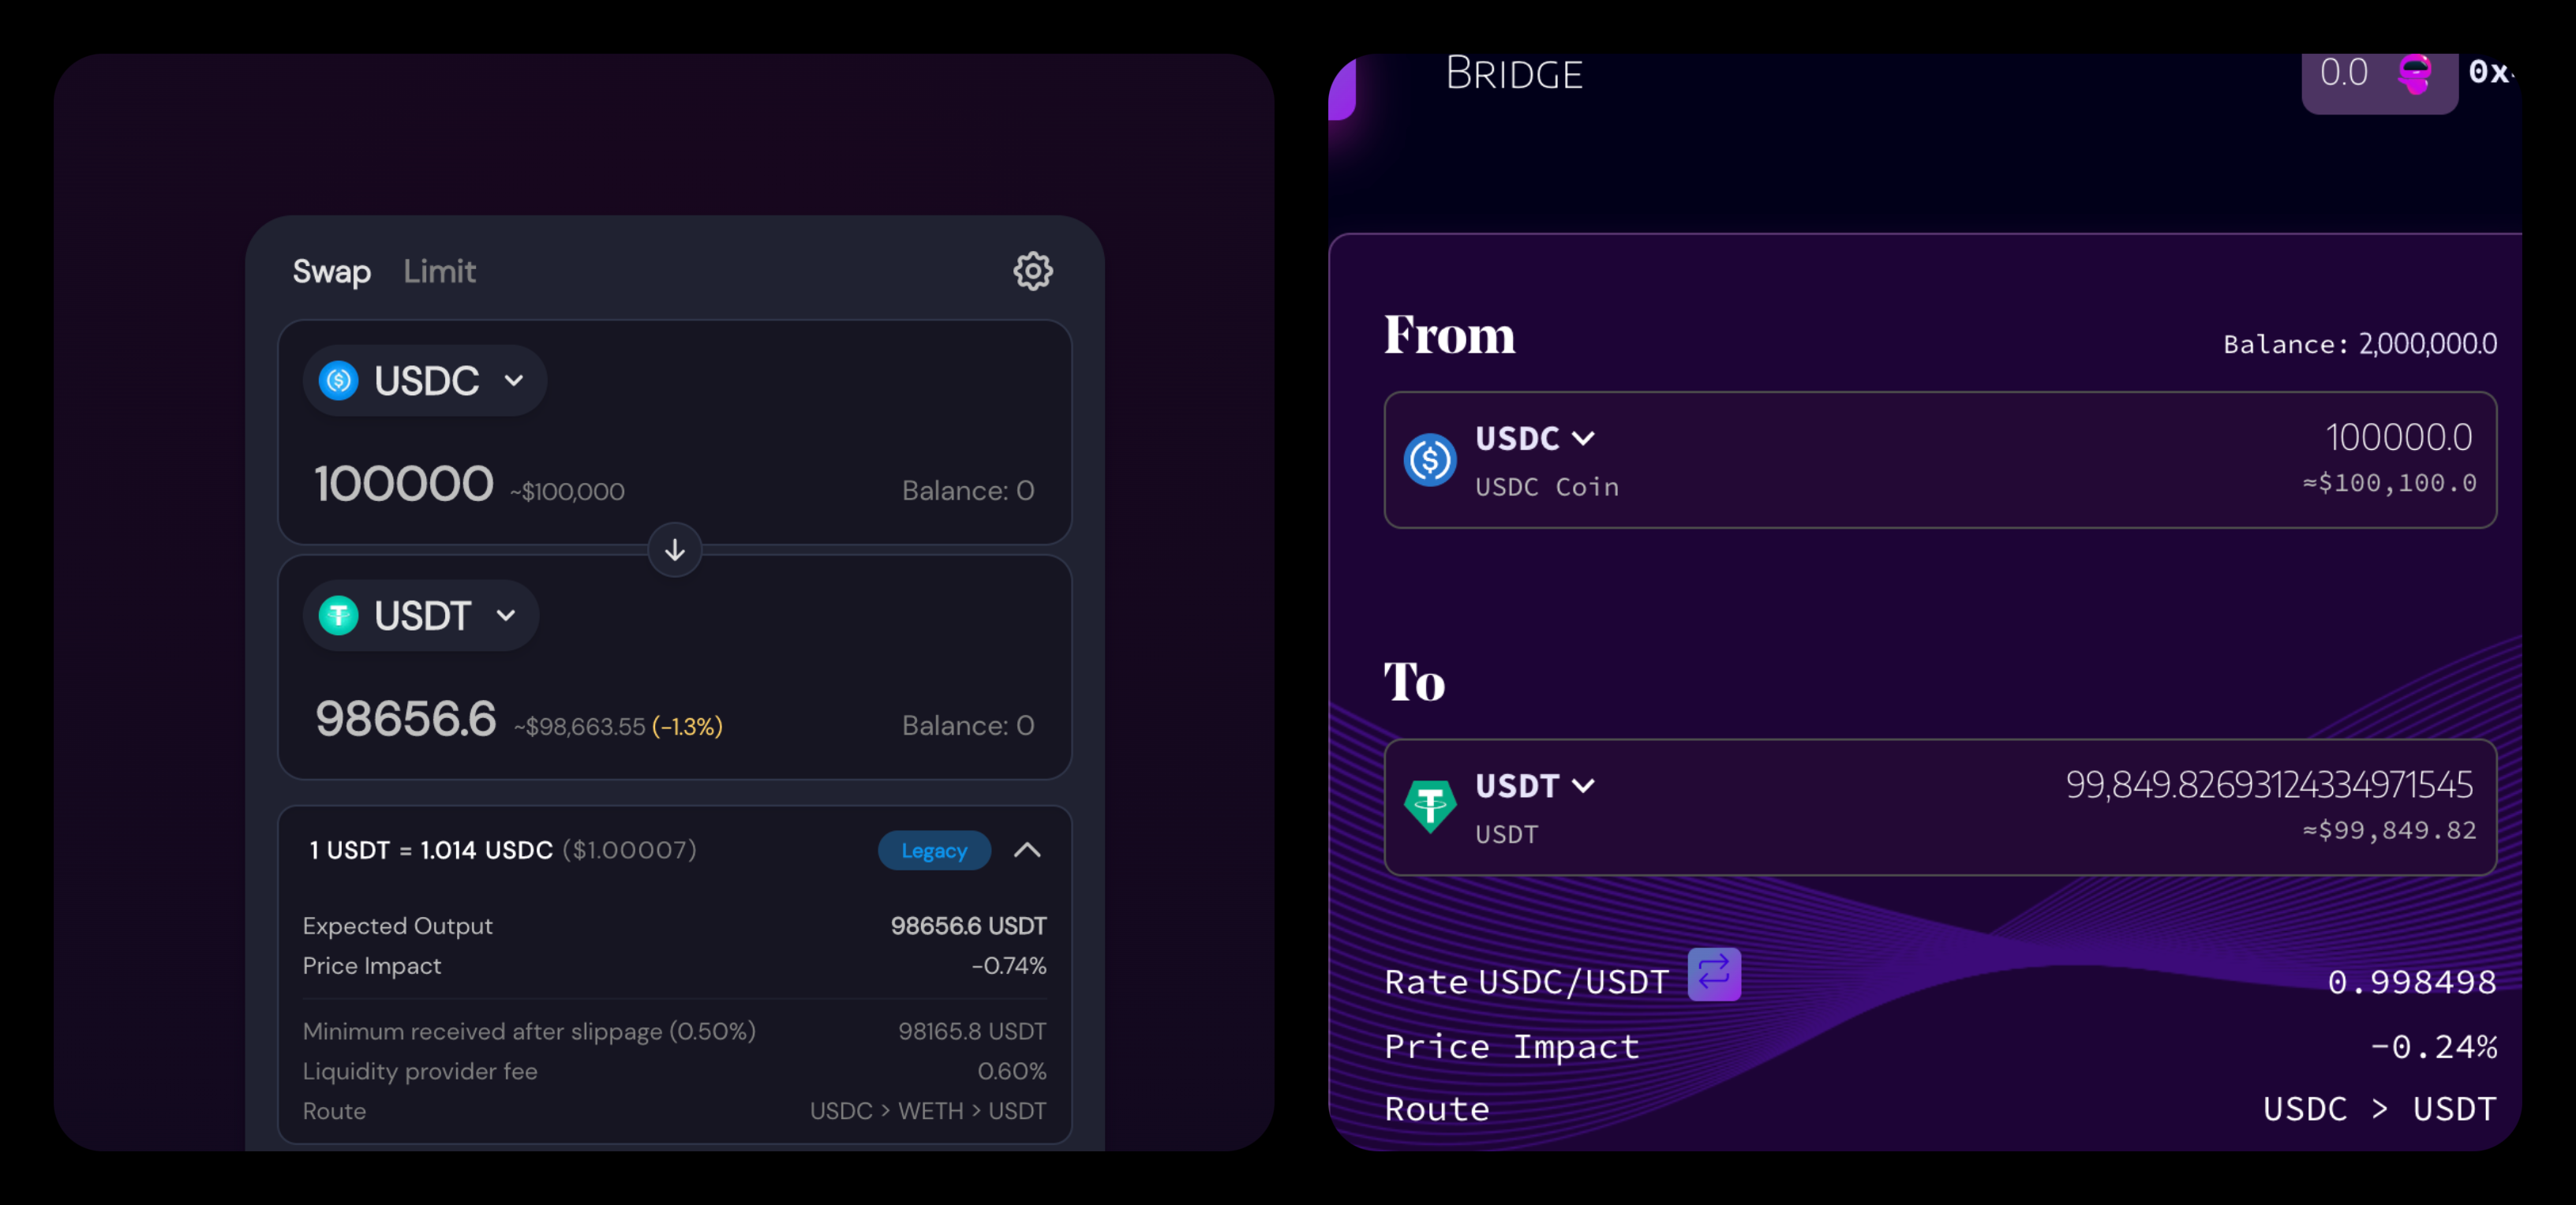 Swap Limit
USDC
100000 ~$100,000 Balance: 0
USDT
98656.6 ~$98,663.55 (-1.3%) Balance: 0
1 USDT = 1.014 USDC ($1.00007) Legacy
Expected Output 98656.6 USDT
Price Impact -0.74%
Minimum received after slippage (0.50%) 98165.8 USDT
Liquidity provider fee 0.60%
Route USDC > WETH > USDT
BRIDGE 0.0 0x
From Balance: 2,000,000.0
USDC 100000.0
USDC Coin ≈$100,100.0
To
USDT 99,849.82693124334971545
USDT ≈$99,849.82
Rate USDC/USDT 0.998498
Price Impact -0.24%
Route USDC > USDT